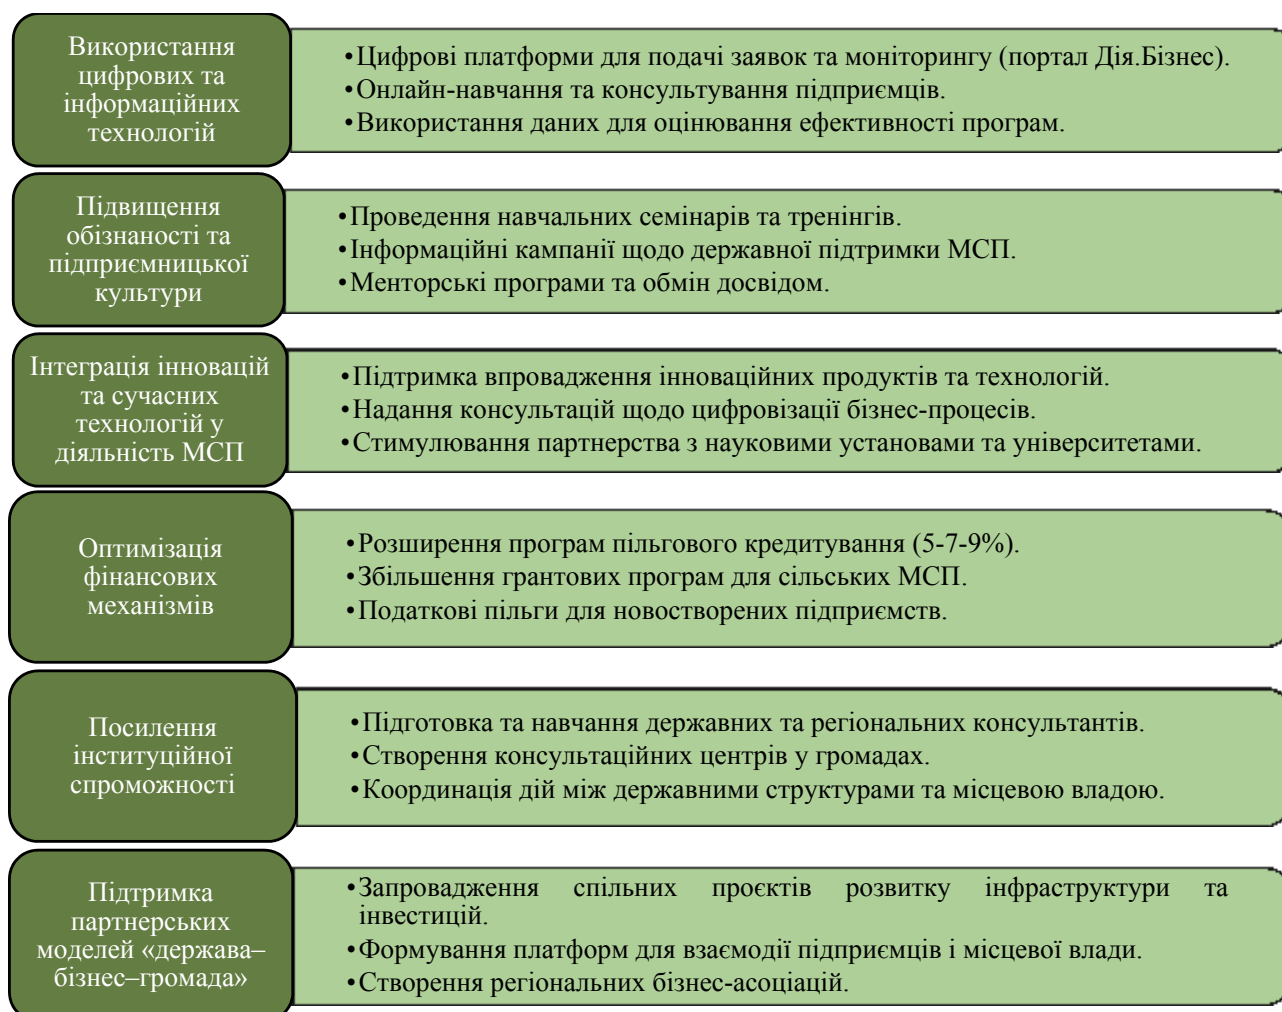 Використання
цифрових та
інформаційних
технологій
•Цифрові платформи для подачі заявок та моніторингу (портал Дія.Бізнес).
•Онлайн-навчання та консультування підприємців.
•Використання даних для оцінювання ефективності програм.
Підвищення
обізнаності та
підприємницької
культури
•Проведення навчальних семінарів та тренінгів.
•Інформаційні кампанії щодо державної підтримки МСП.
•Менторські програми та обмін досвідом.
Інтеграція інновацій
та сучасних
технологій у
діяльність МСП
•Підтримка впровадження інноваційних продуктів та технологій.
•Надання консультацій щодо цифровізації бізнес-процесів.
•Стимулювання партнерства з науковими установами та університетами.
Оптимізація
фінансових
механізмів
•Розширення програм пільгового кредитування (5-7-9%).
•Збільшення грантових програм для сільських МСП.
•Податкові пільги для новостворених підприємств.
Посилення
інституційної
спроможності
•Підготовка та навчання державних та регіональних консультантів.
•Створення консультаційних центрів у громадах.
•Координація дій між державними структурами та місцевою владою.
Підтримка
партнерських
моделей «держава–
бізнес–громада»
•Запровадження спільних проєктів розвитку інфраструктури та
інвестицій.
•Формування платформ для взаємодії підприємців і місцевої влади.
•Створення регіональних бізнес-асоціацій.